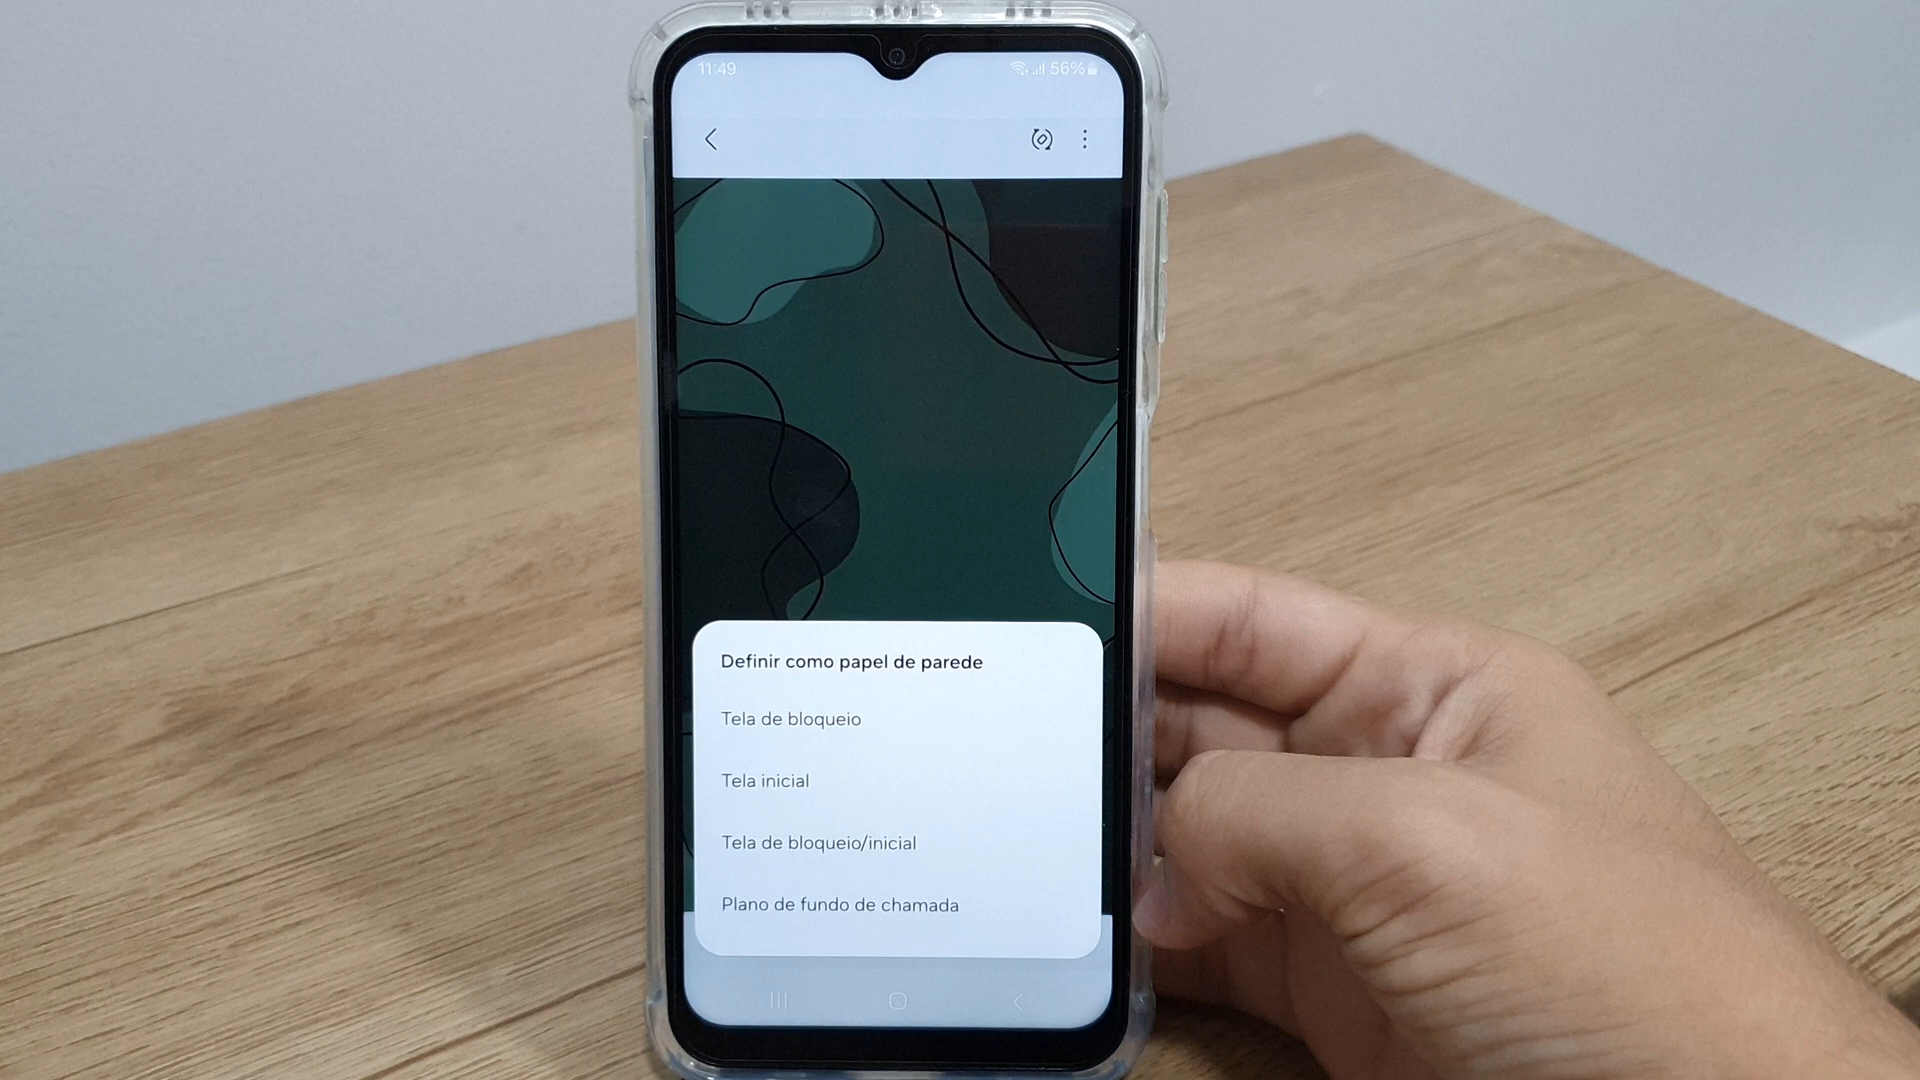 11:49
56%
Definir como papel de parede
Tela de bloqueio
Tela inicial
Tela de bloqueio/inicial
Plano de fundo de chamada